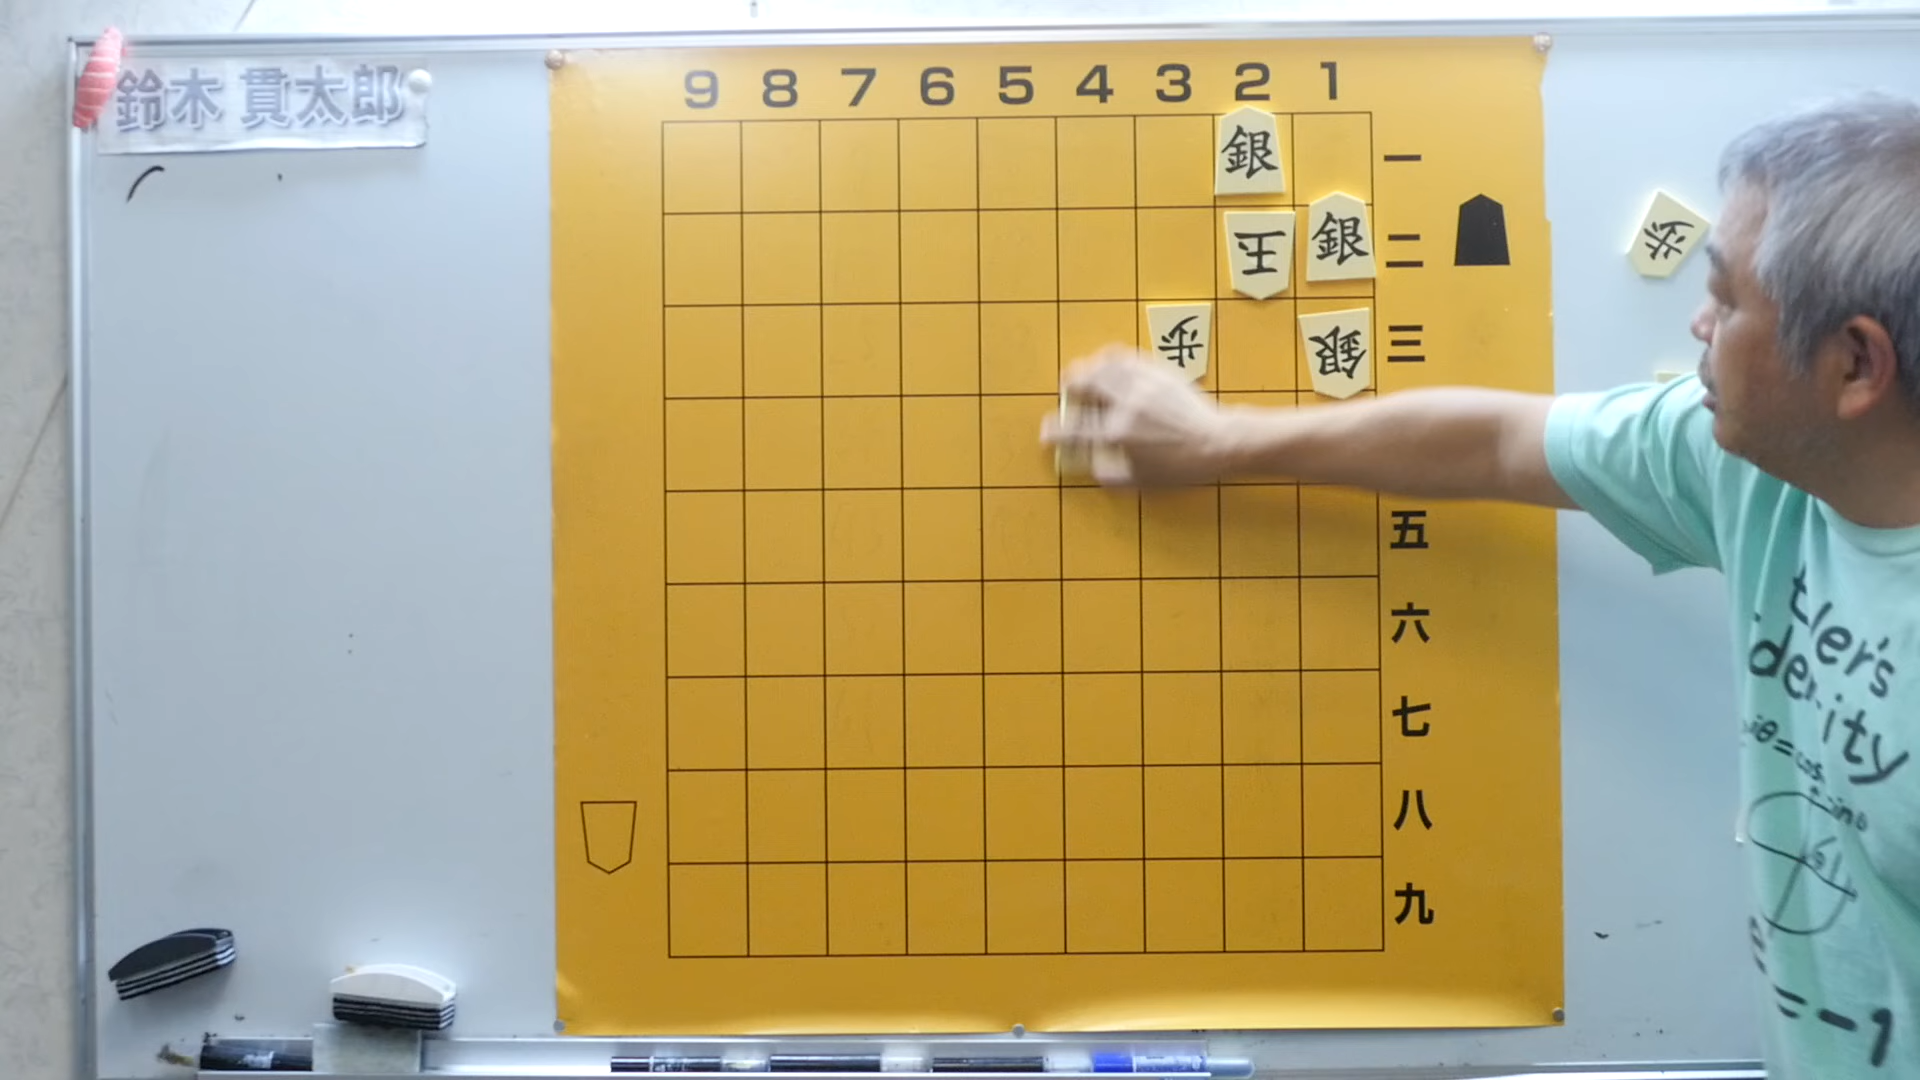 鈴木 貫太郎
9 8 7 6 5 4 3 2 1
銀 一
王 銀 二
歩
歩 銀 三
五
六
七
八
九
= -1